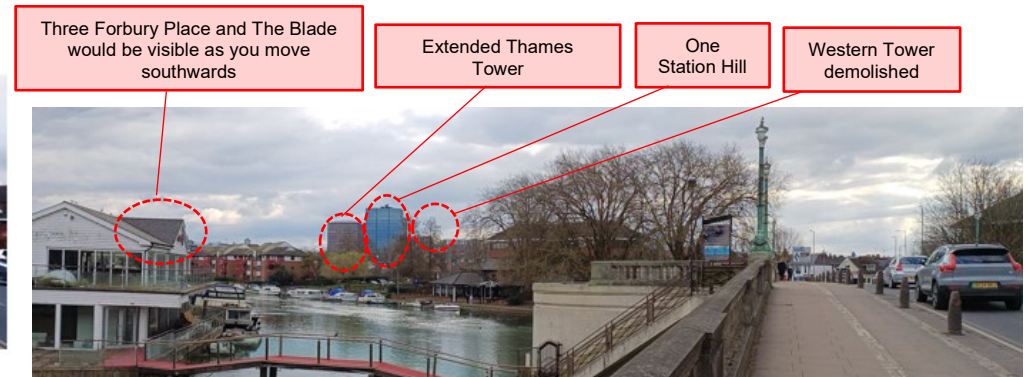 Three Forbury Place and The Blade
would be visible as you move
southwards
Extended Thames
Tower
One
Station Hill
Western Tower
demolished